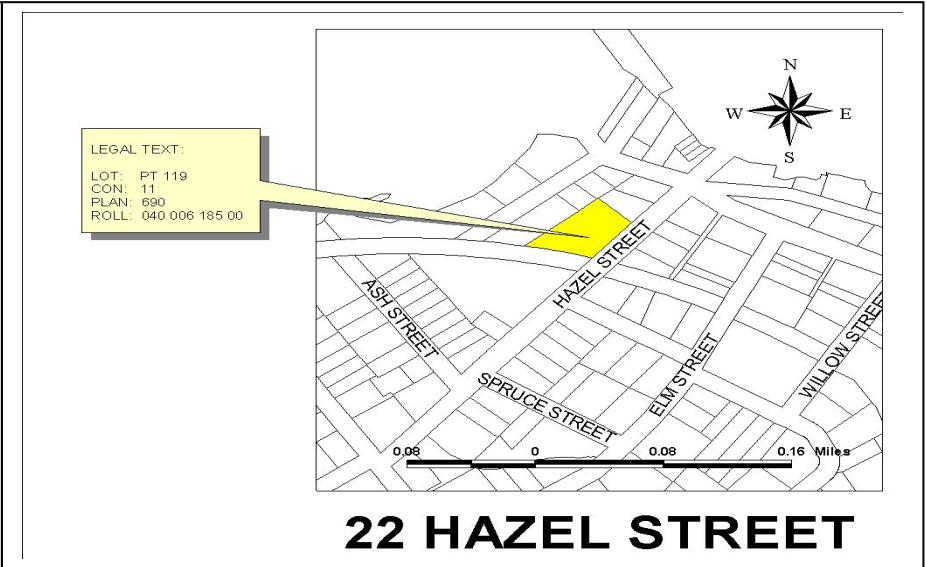 LEGAL TEXT:
LOT: PT 119
CON: 11
PLAN: 690
ROLL: 040 006 185 00
N
W E
S
HAZEL STREET
ASH STREET
SPRUCE STREET
ELM STREET
WILLOW STREET
0.08 0 0.08 0.16 Miles
22 HAZEL STREET